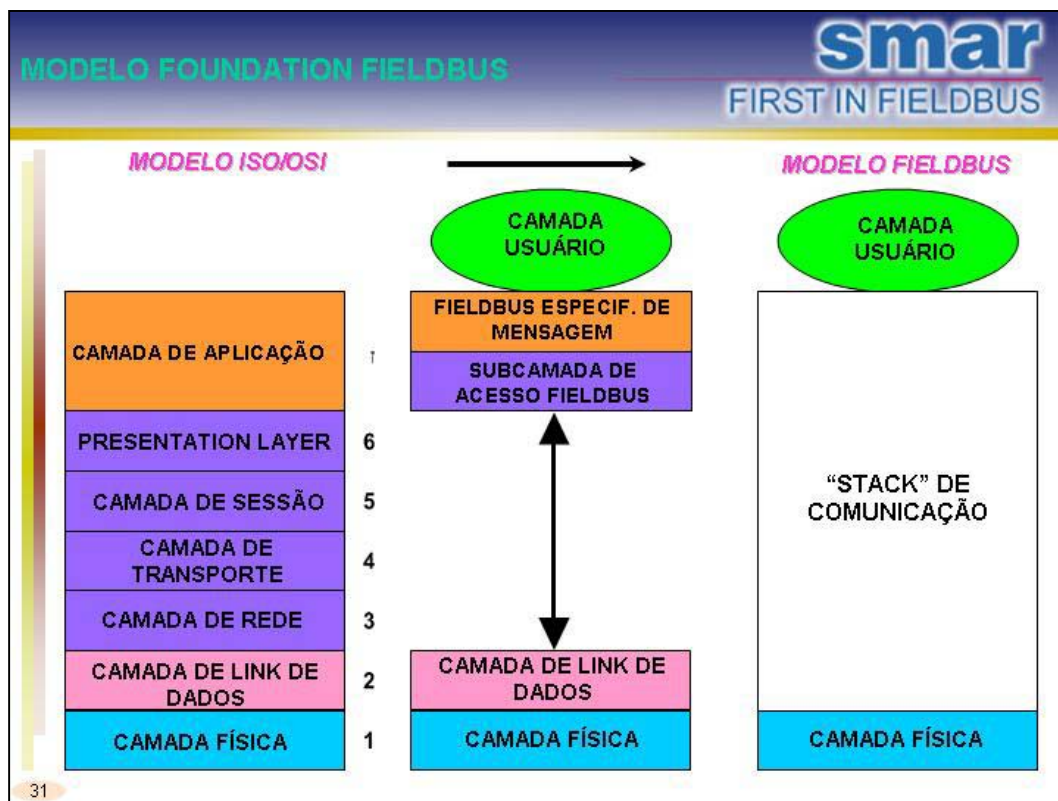 MODELO FOUNDATION FIELDBUS
smar
FIRST IN FIELDBUS
MODELO ISO/OSI
MODELO FIELDBUS
CAMADA
USUÁRIO
CAMADA
USUÁRIO
CAMADA DE APLICAÇÃO
FIELDBUS ESPECIF. DE
MENSAGEM
SUBCAMADA DE
ACESSO FIELDBUS
PRESENTATION LAYER
6
CAMADA DE SESSÃO
5
CAMADA DE
TRANSPORTE
4
CAMADA DE REDE
3
CAMADA DE LINK DE
DADOS
2
CAMADA FÍSICA
1
CAMADA DE LINK DE
DADOS
CAMADA FÍSICA
“STACK” DE
COMUNICAÇÃO
CAMADA FÍSICA
31